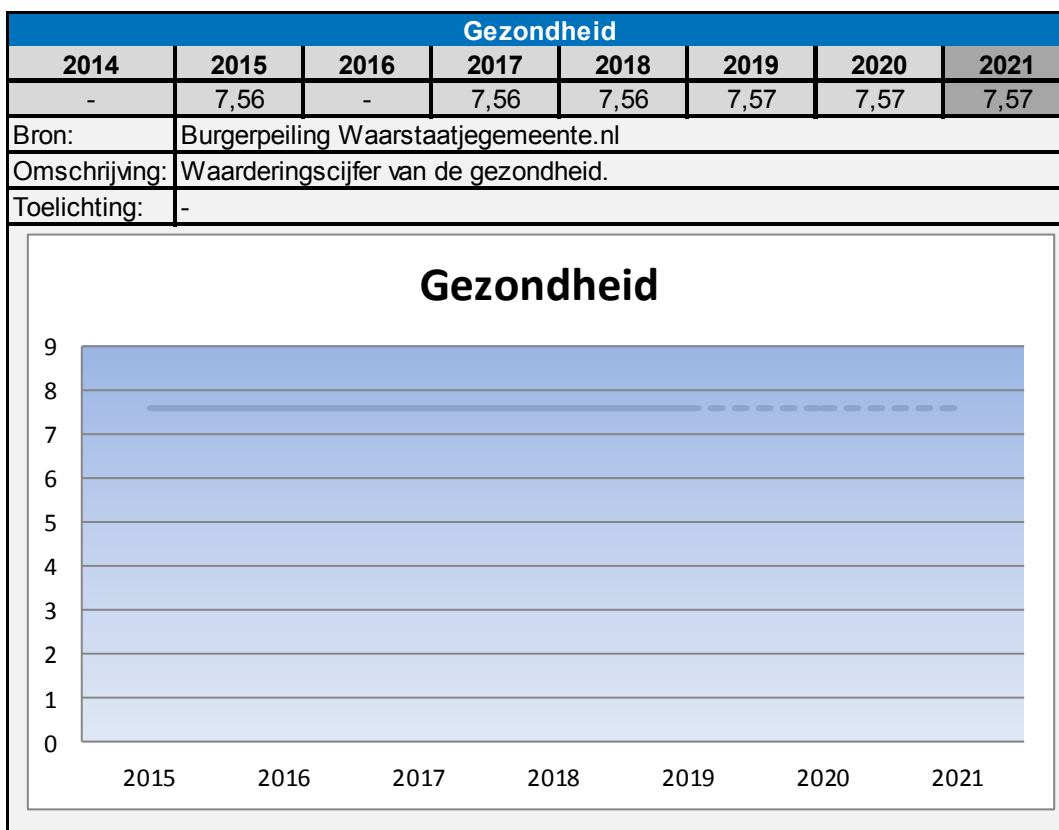 Gezondheid
2014 2015 2016 2017 2018 2019 2020 2021
- 7,56 - 7,56 7,56 7,57 7,57 7,57
Bron: Burgerpeiling Waarstaatjegemeente.nl
Omschrijving: Waarderingscijfer van de gezondheid.
Toelichting: -
Gezondheid
9
8
7
6
5
4
3
2
1
0
2015 2016 2017 2018 2019 2020 2021